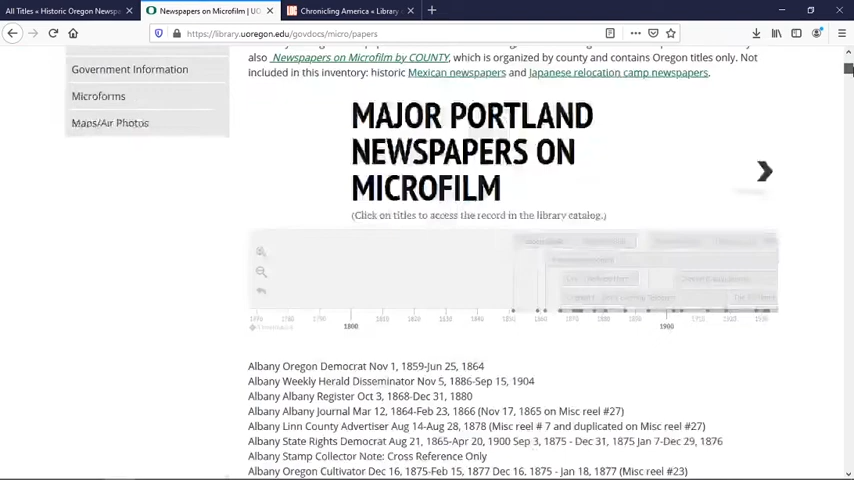 All Titles « Historic Oregon Newspa
Newspapers on Microfilm | UO
Chronicling America « Library
https://library.uoregon.edu/govdocs/micro/papers
also Newspapers on Microfilm by COUNTY, which is organized by county and contains Oregon titles only. Not
included in this inventory: historic Mexican newspapers and Japanese relocation camp newspapers.
Government Information
Microforms
Maps/Air Photos
MAJOR PORTLAND
NEWSPAPERS ON
MICROFILM
(Click on titles to access the record in the library catalog.)
1800
1900
Albany Oregon Democrat Nov 1, 1859-Jun 25, 1864
Albany Weekly Herald Disseminator Nov 5, 1886-Sep 15, 1904
Albany Albany Register Oct 3, 1868-Dec 31, 1880
Albany Albany Journal Mar 12, 1864-Feb 23, 1866 (Nov 17, 1865 on Misc reel #27)
Albany Linn County Advertiser Aug 14-Aug 28, 1878 (Misc reel # 7 and duplicated on Misc reel #27)
Albany State Rights Democrat Aug 21, 1865-Apr 20, 1900 Sep 3, 1875 - Dec 31, 1875 Jan 7-Dec 29, 1876
Albany Stamp Collector Note: Cross Reference Only
Albany Oregon Cultivator Dec 16, 1875-Feb 15, 1877 Dec 16, 1875 - Jan 18, 1877 (Misc reel #23)